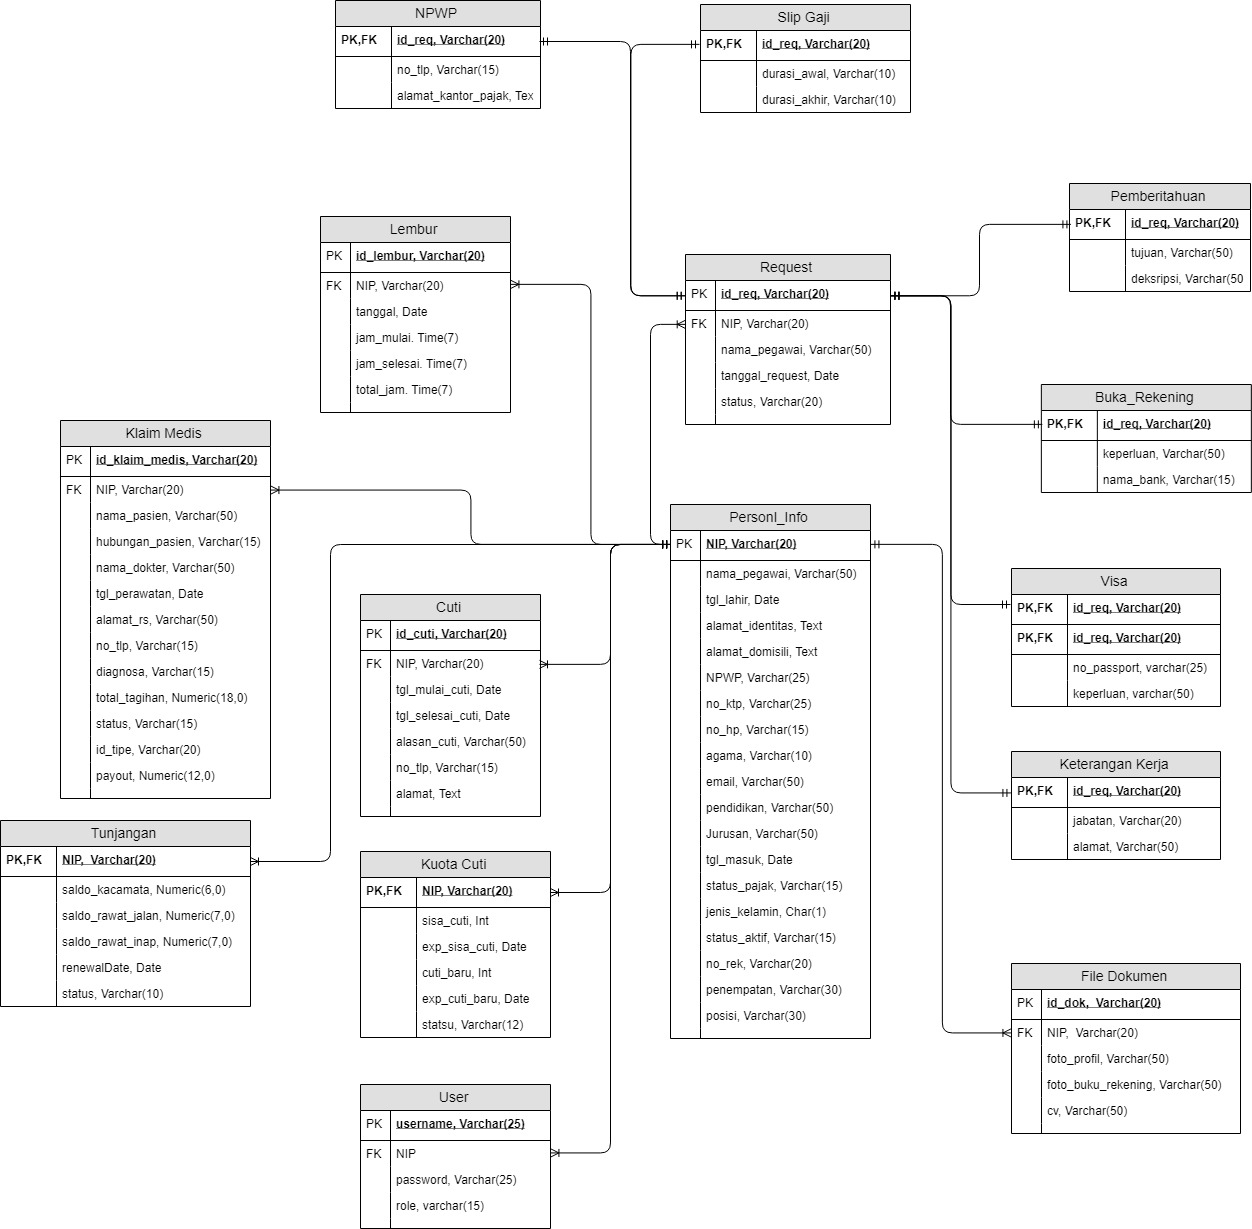 NPWP
PK,FK id_req, Varchar(20)
no_tlp, Varchar(15)
alamat_kantor_pajak, Tex
Slip Gaji
PK,FK id_req, Varchar(20)
durasi_awal, Varchar(10)
durasi_akhir, Varchar(10)
Pemberitahuan
PK,FK id_req, Varchar(20)
tujuan, Varchar(50)
deksripsi, Varchar(50
Lembur
PK id_lembur, Varchar(20)
FK NIP, Varchar(20)
tanggal, Date
jam_mulai. Time(7)
jam_selesai. Time(7)
total_jam. Time(7)
Request
PK id_req, Varchar(20)
FK NIP, Varchar(20)
nama_pegawai, Varchar(50)
tanggal_request, Date
status, Varchar(20)
Buka_Rekening
PK,FK id_req, Varchar(20)
keperluan, Varchar(50)
nama_bank, Varchar(15)
Klaim Medis
PK id_klaim_medis, Varchar(20)
FK NIP, Varchar(20)
nama_pasien, Varchar(50)
hubungan_pasien, Varchar(15)
nama_dokter, Varchar(50)
tgl_perawatan, Date
alamat_rs, Varchar(50)
no_tlp, Varchar(15)
diagnosa, Varchar(15)
total_tagihan, Numeric(18,0)
status, Varchar(15)
id_tipe, Varchar(20)
payout, Numeric(12,0)
PersonI_Info
PK NIP, Varchar(20)
nama_pegawai, Varchar(50)
tgl_lahir, Date
alamat_identitas, Text
alamat_domisili, Text
NPWP, Varchar(25)
no_ktp, Varchar(25)
no_hp, Varchar(15)
agama, Varchar(10)
email, Varchar(50)
pendidikan, Varchar(50)
Jurusan, Varchar(50)
tgl_masuk, Date
status_pajak, Varchar(15)
jenis_kelamin, Char(1)
status_aktif, Varchar(15)
no_rek, Varchar(20)
penempatan, Varchar(30)
posisi, Varchar(30)
Visa
PK,FK id_req, Varchar(20)
PK,FK id_req, Varchar(20)
no_passport, varchar(25)
keperluan, varchar(50)
Cuti
PK id_cuti, Varchar(20)
FK NIP, Varchar(20)
tgl_mulai_cuti, Date
tgl_selesai_cuti, Date
alasan_cuti, Varchar(50)
no_tlp, Varchar(15)
alamat, Text
Keterangan Kerja
PK,FK id_req, Varchar(20)
jabatan, Varchar(20)
alamat, Varchar(50)
Tunjangan
PK,FK NIP, Varchar(20)
saldo_kacamata, Numeric(6,0)
saldo_rawat_jalan, Numeric(7,0)
saldo_rawat_inap, Numeric(7,0)
renewalDate, Date
status, Varchar(10)
Kuota Cuti
PK,FK NIP, Varchar(20)
sisa_cuti, Int
exp_sisa_cuti, Date
cuti_baru, Int
exp_cuti_baru, Date
statsu, Varchar(12)
File Dokumen
PK id_dok, Varchar(20)
FK NIP, Varchar(20)
foto_profil, Varchar(50)
foto_buku_rekening, Varchar(50)
cv, Varchar(50)
User
PK username, Varchar(25)
FK NIP
password, Varchar(25)
role, varchar(15)